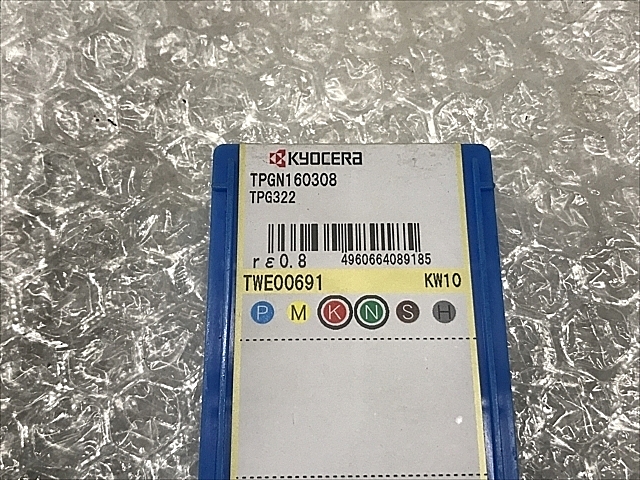 KYOCERA
TPGN160308
TPG322
rε0.8 4960664089185
TWE00691 KW10
P M K N S H